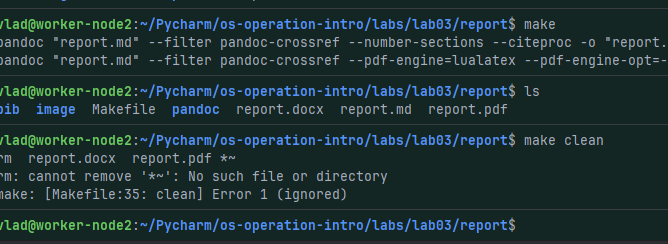 vlad@worker-node2:~/Pycharm/os-operation-intro/labs/lab03/report$ make
pandoc "report.md" --filter pandoc-crossref --number-sections --citeproc -o "report.
pandoc "report.md" --filter pandoc-crossref --pdf-engine=lualatex --pdf-engine-opt=-
vlad@worker-node2:~/Pycharm/os-operation-intro/labs/lab03/report$ ls
bib image Makefile pandoc report.docx report.md report.pdf
vlad@worker-node2:~/Pycharm/os-operation-intro/labs/lab03/report$ make clean
rm report.docx report.pdf *~
rm: cannot remove '*~': No such file or directory
make: [Makefile:35: clean] Error 1 (ignored)
vlad@worker-node2:~/Pycharm/os-operation-intro/labs/lab03/report$